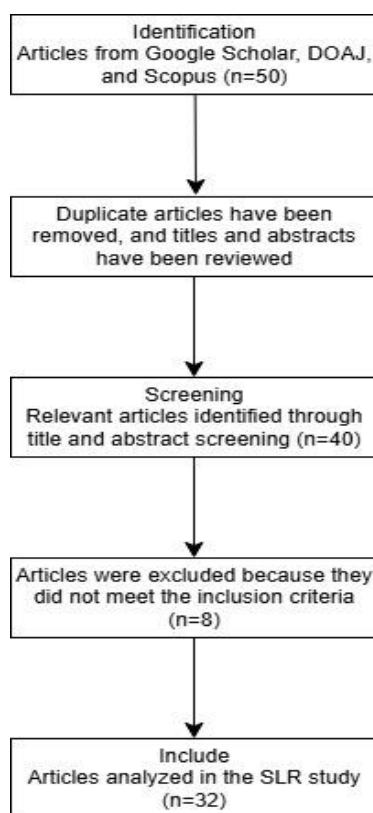 Identification
Articles from Google Scholar, DOAJ,
and Scopus (n=50)
Duplicate articles have been
removed, and titles and abstracts
have been reviewed
Screening
Relevant articles identified through
title and abstract screening (n=40)
Articles were excluded because they
did not meet the inclusion criteria
(n=8)
Include
Articles analyzed in the SLR study
(n=32)